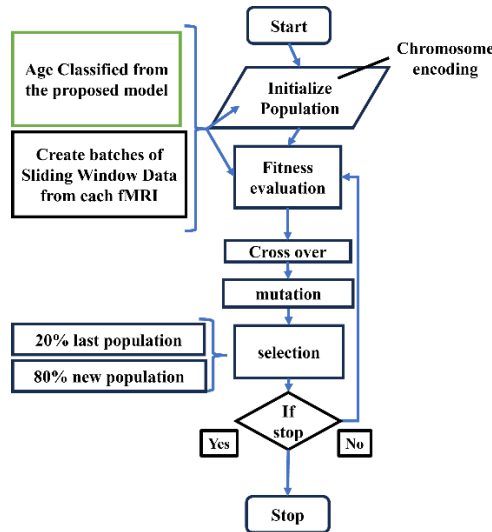 Start
Chromosome
encoding
Age Classified from
the proposed model
Initialize
Population
Create batches of
Sliding Window Data
from each fMRI
Fitness
evaluation
Cross over
mutation
20% last population
80% new population
selection
If
stop
Yes
No
Stop